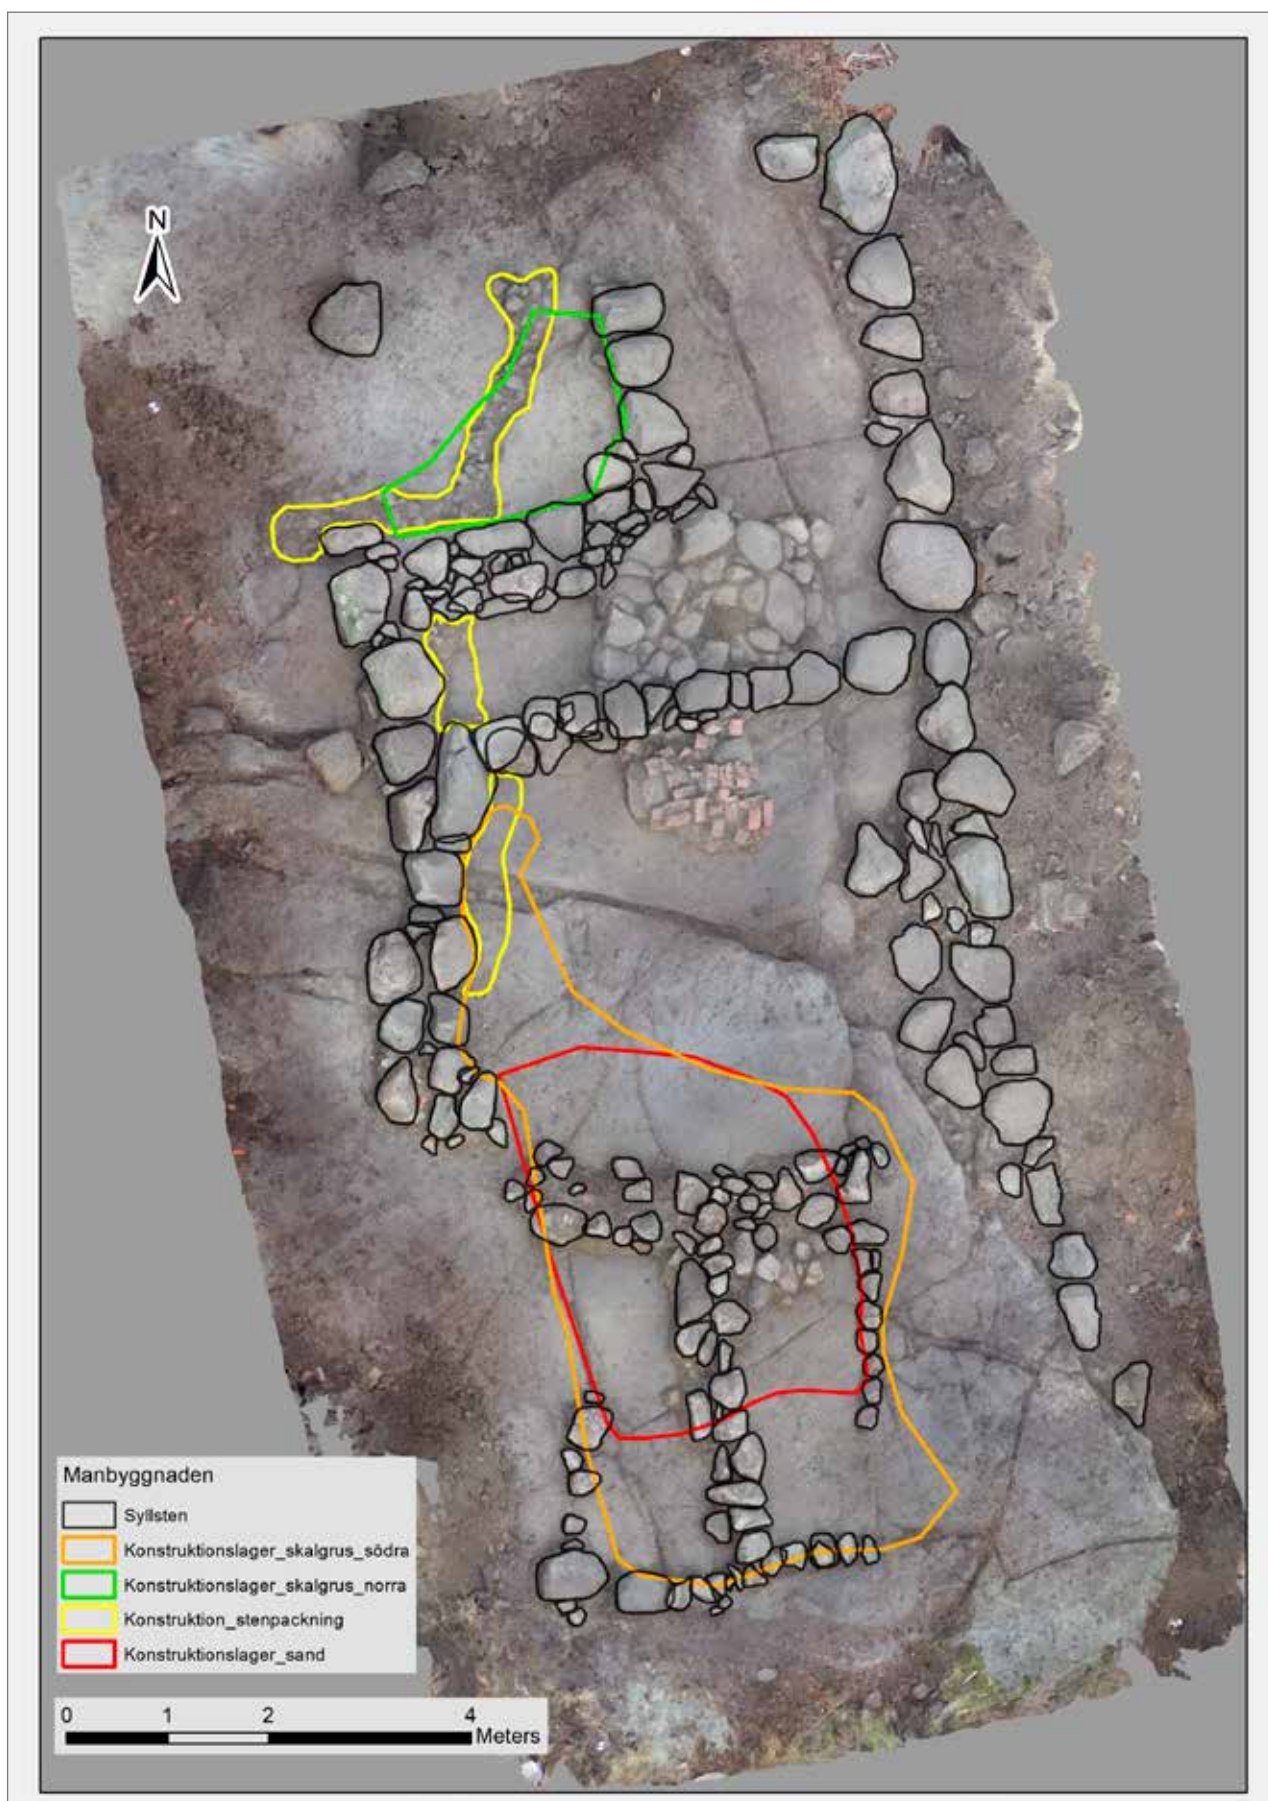 N
Manbyggnaden
Syllsten
Konstruktionslager_skalgrus_södra
Konstruktionslager_skalgrus_norra
Konstruktion_stenpackning
Konstruktionslager_sand
0 1 2 4
Meters